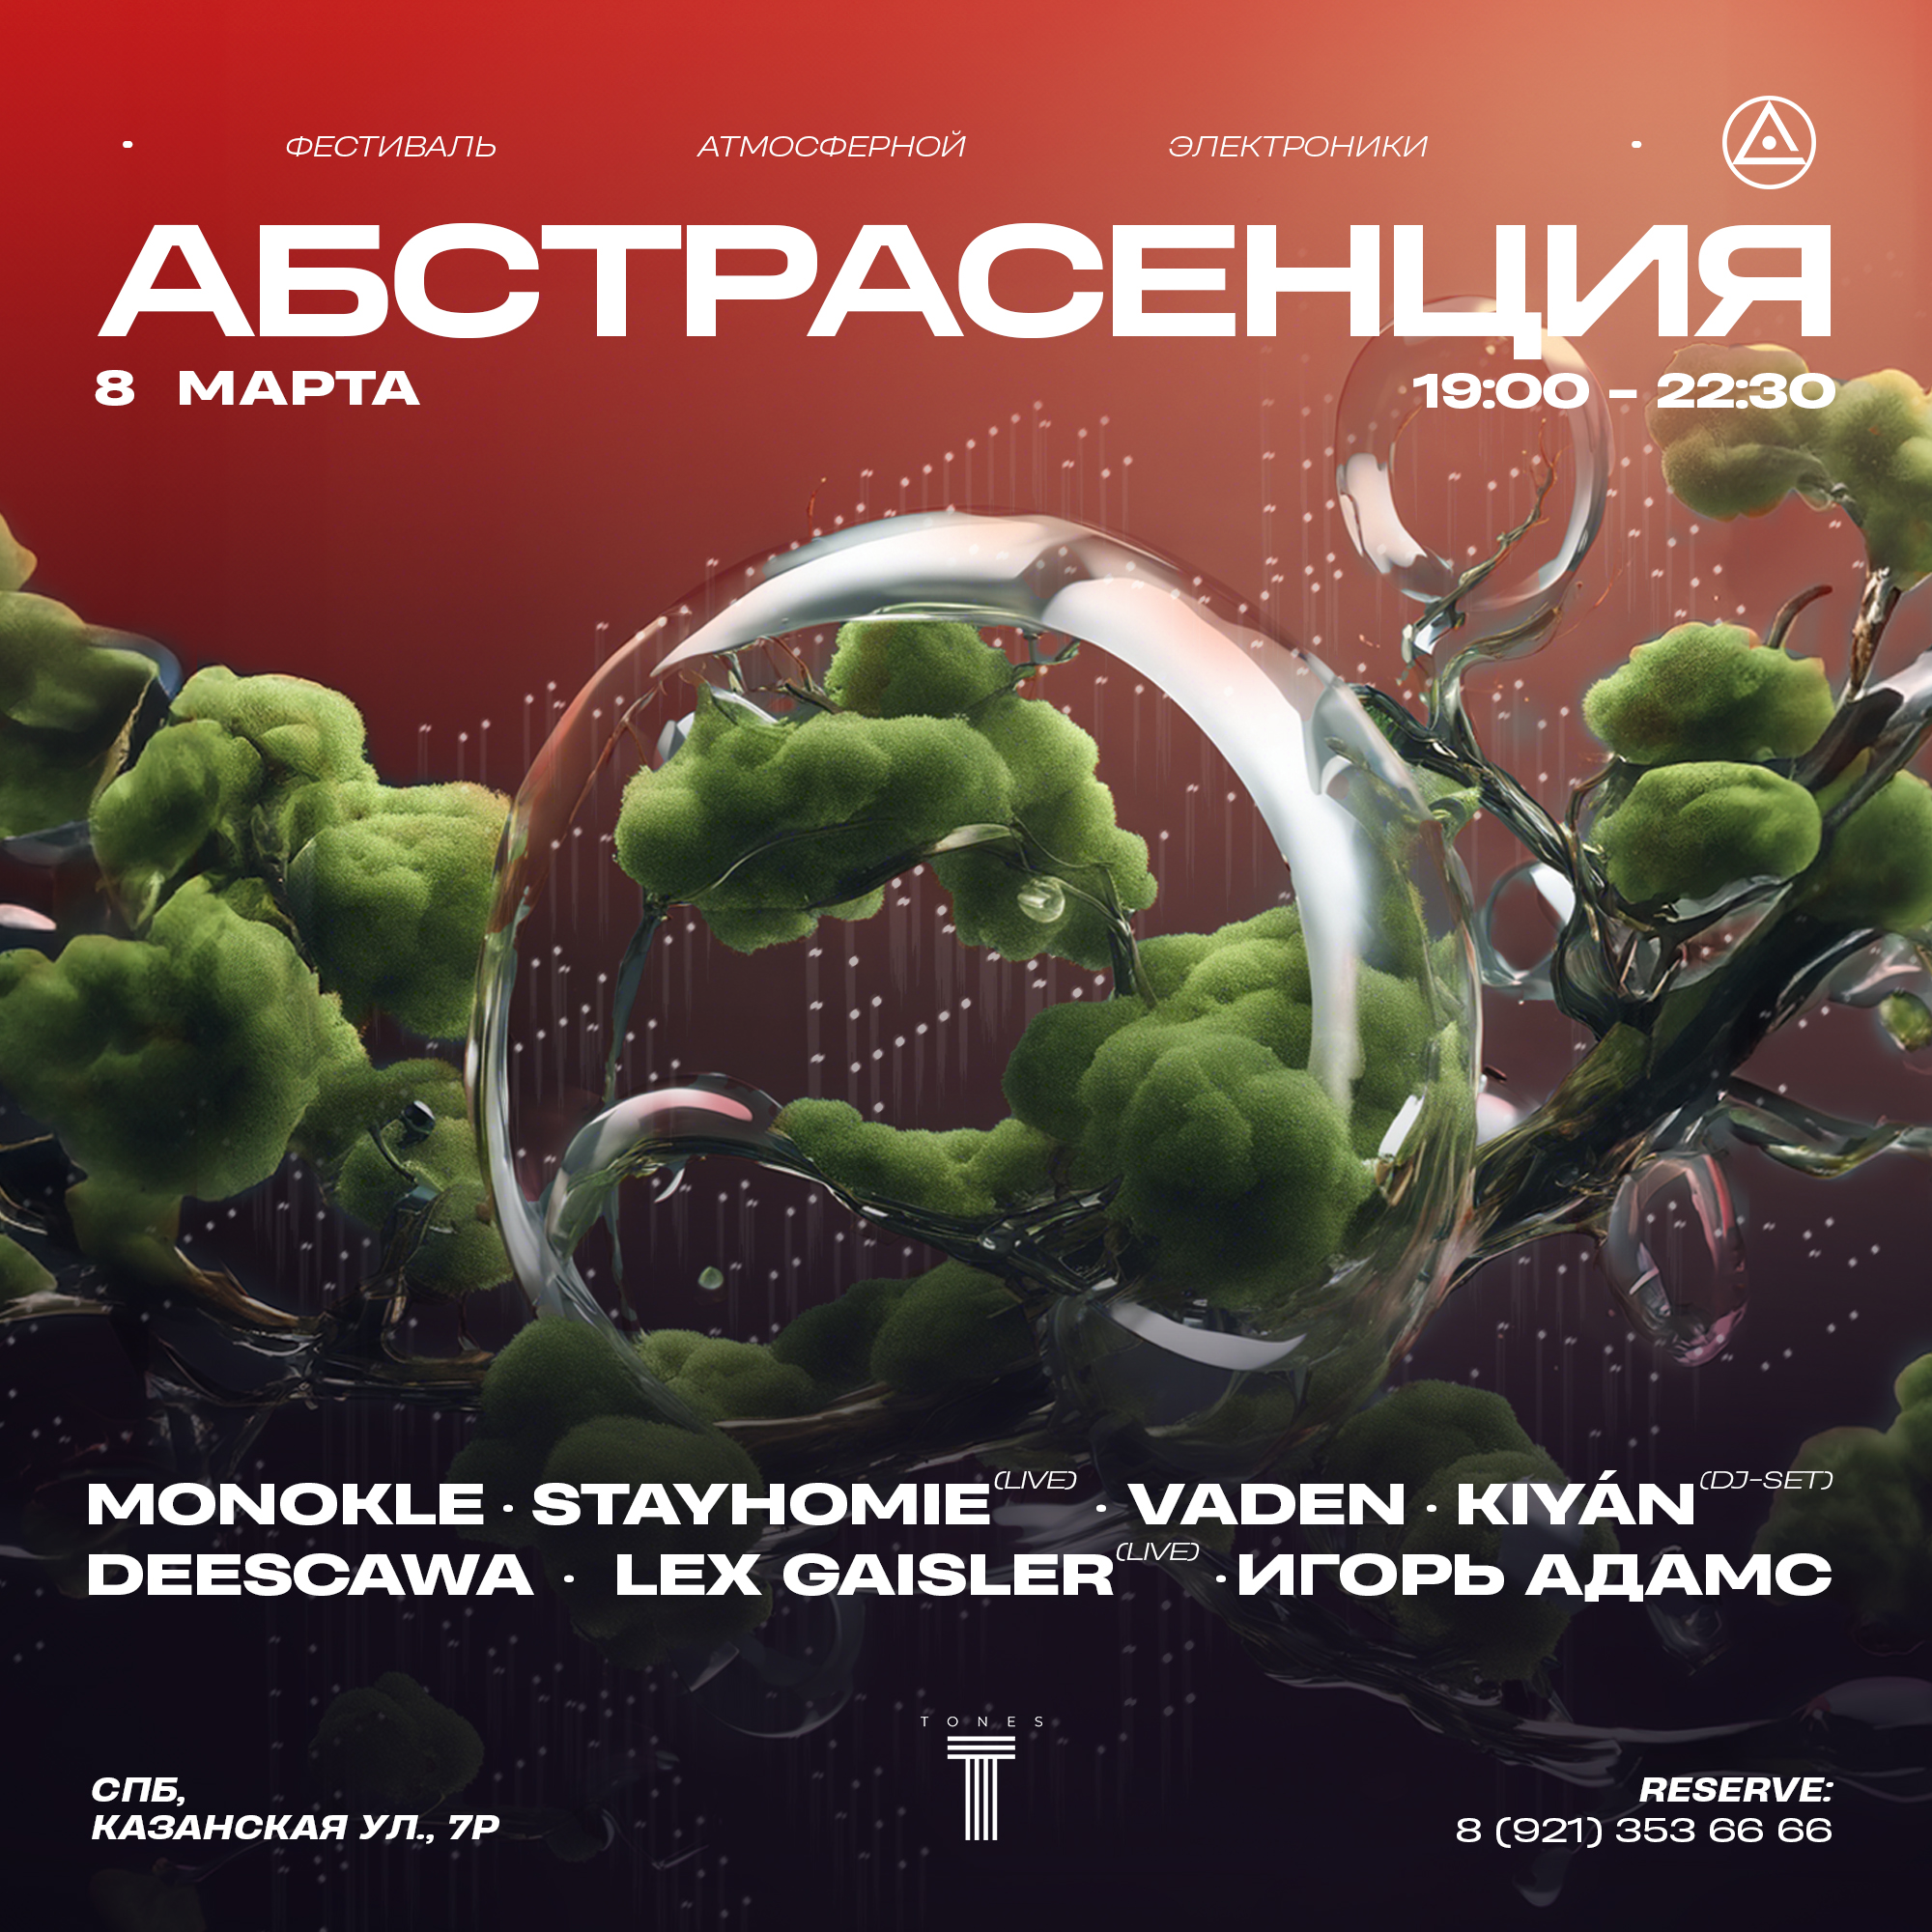 • ФЕСТИВАЛЬ АТМОСФЕРНОЙ ЭЛЕКТРОНИКИ •
АБСТРАСЕНЦИЯ
8 МАРТА 19:00 – 22:30
MONOKLE · STAYHOMIE (LIVE) · VADEN · KIYÁN (DJ-SET)
DEESCAWA · LEX GAISLER (LIVE) · ИГОРЬ АДАМС
TONES
СПБ,
КАЗАНСКАЯ УЛ., 7Р
RESERVE:
8 (921) 353 66 66